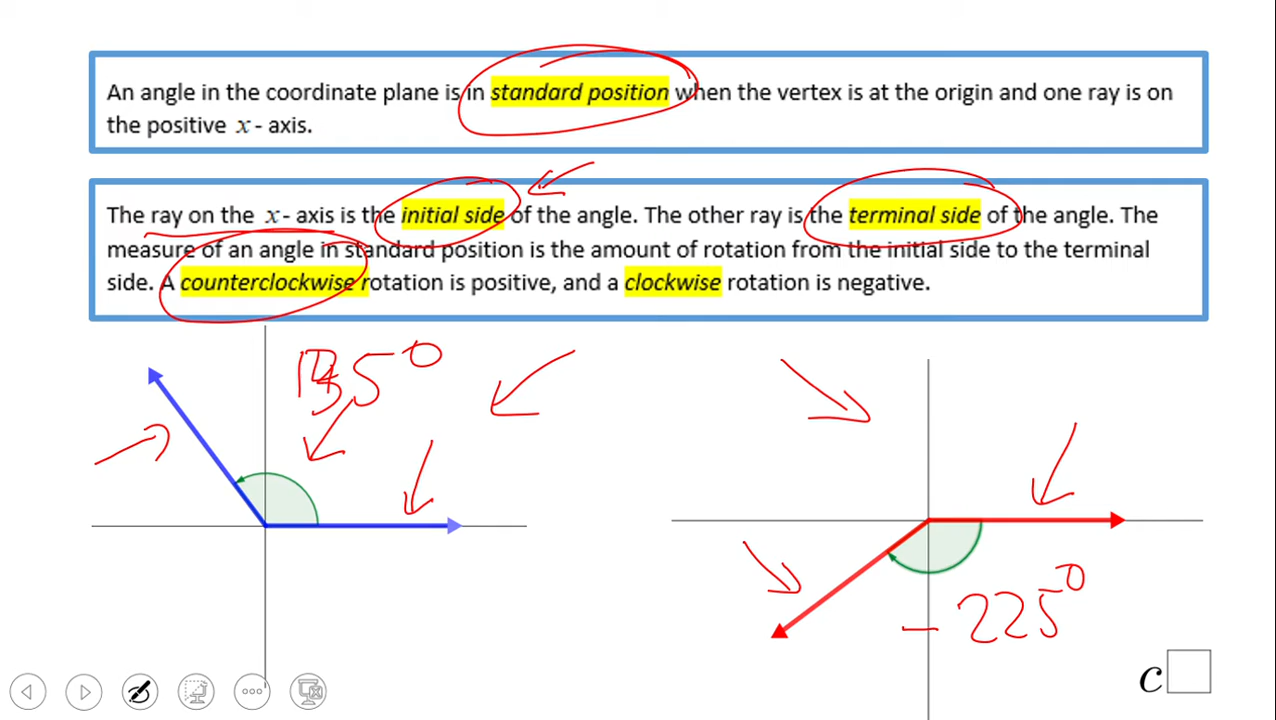 An angle in the coordinate plane is in standard position when the vertex is at the origin and one ray is on
the positive x - axis.
The ray on the x - axis is the initial side of the angle. The other ray is the terminal side of the angle. The
measure of an angle in standard position is the amount of rotation from the initial side to the terminal
side. A counterclockwise rotation is positive, and a clockwise rotation is negative.
135°
- 225°
c